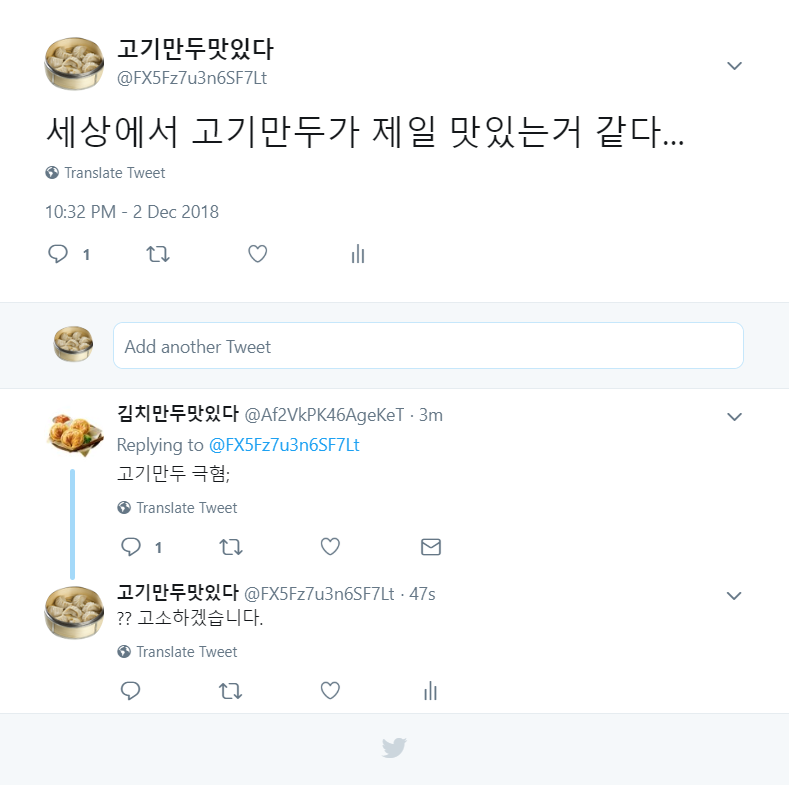 고기만두맛있다
@FX5Fz7u3n6SF7Lt
세상에서 고기만두가 제일 맛있는거 같다...
Translate Tweet
10:32 PM - 2 Dec 2018
1
Add another Tweet
김치만두맛있다 @Af2VkPK46AgeKeT · 3m
Replying to @FX5Fz7u3n6SF7Lt
고기만두 극혐;
Translate Tweet
1
고기만두맛있다 @FX5Fz7u3n6SF7Lt · 47s
?? 고소하겠습니다.
Translate Tweet